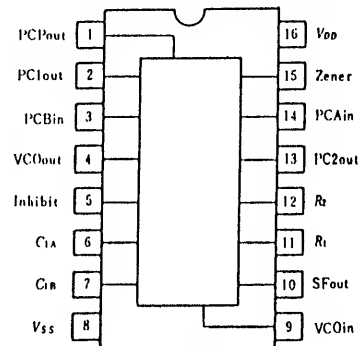 PCPout 1 16 VDD
PC1out 2 15 Zener
PCBin 3 14 PCAin
VCOout 4 13 PC2out
Inhibit 5 12 R2
C1A 6 11 R1
C1B 7 10 SFout
VSS 8 9 VCOin